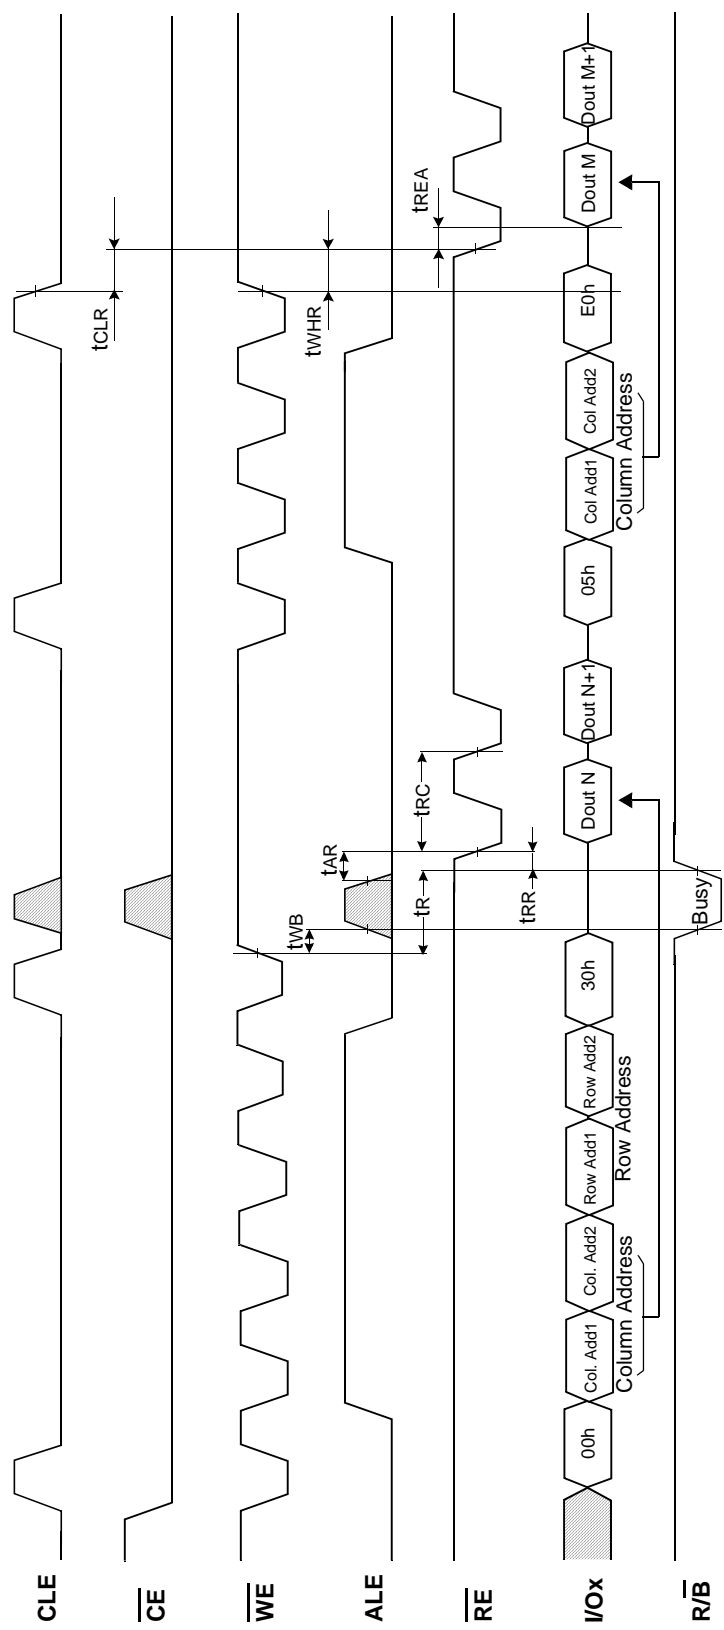 CLE
tCLR
CE
WE
tWB
tWHR
ALE
tAR
tR
tRC
tREA
RE
tRR
I/Ox
00h
Col. Add1
Col. Add2
Row Add1
Row Add2
30h
Dout N
Dout N+1
05h
Col Add1
Col Add2
E0h
Dout M
Dout M+1
Column Address
Row Address
Column Address
R/B
Busy